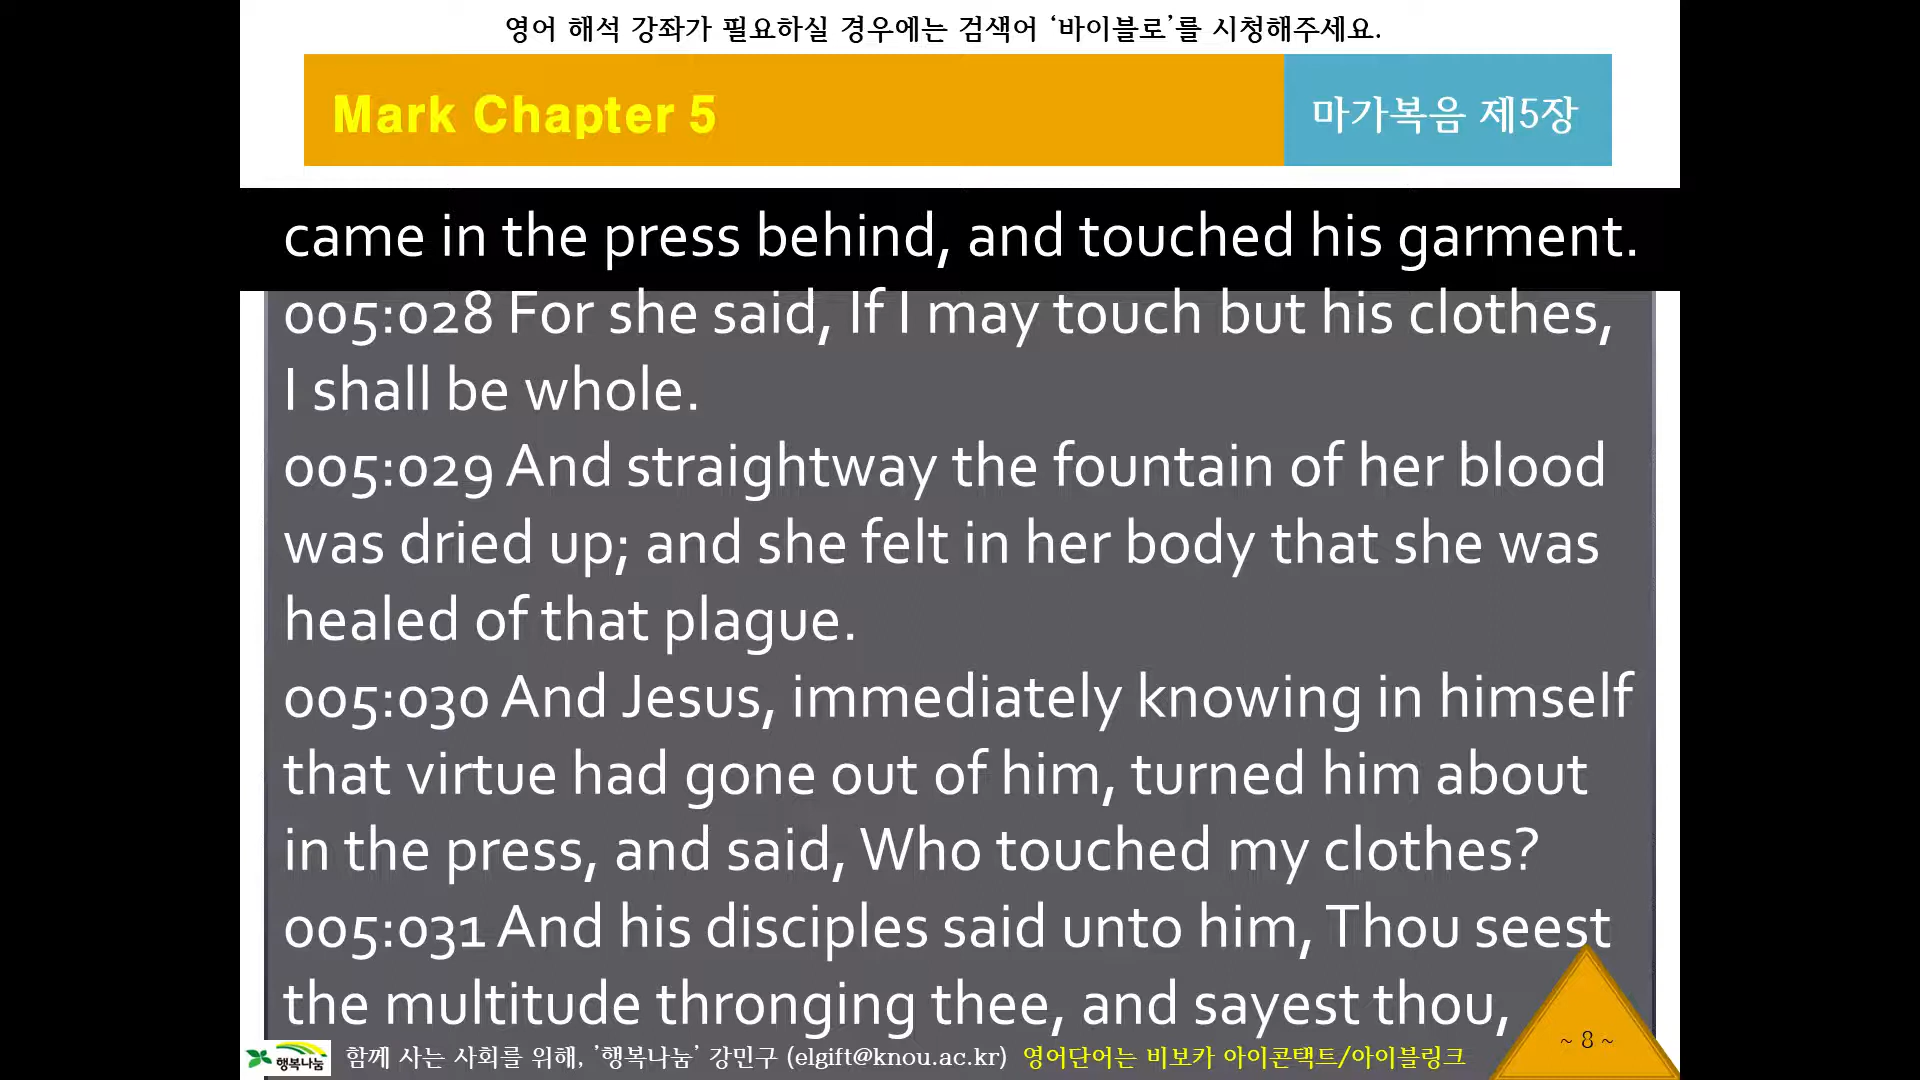 영어 해석 강좌가 필요하실 경우에는 검색어 ‘바이블로’를 시청해주세요.
Mark Chapter 5
마가복음 제5장
came in the press behind, and touched his garment.
005:028 For she said, If I may touch but his clothes,
I shall be whole.
005:029 And straightway the fountain of her blood
was dried up; and she felt in her body that she was
healed of that plague.
005:030 And Jesus, immediately knowing in himself
that virtue had gone out of him, turned him about
in the press, and said, Who touched my clothes?
005:031 And his disciples said unto him, Thou seest
the multitude thronging thee, and sayest thou,
~ 8 ~
행복나눔 함께 사는 사회를 위해, ’행복나눔’ 강민구 (elgift@knou.ac.kr) 영어단어는 비보카 아이콘택트/아이블링크